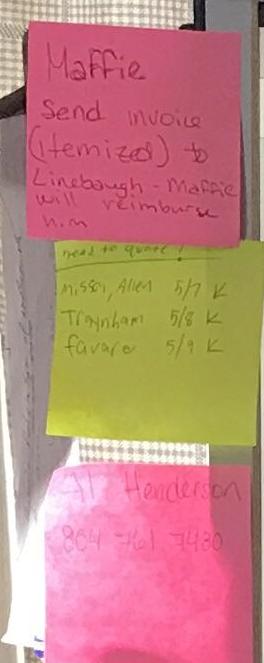 Maffie
Send invoice
(itemized) to
Linebaugh - Maffie
will reimburse
him
need to quote!
Nissen, Allen 5/7 K
Traynham 5/8 K
favaro 5/9 K
Al Henderson
804 761 7430